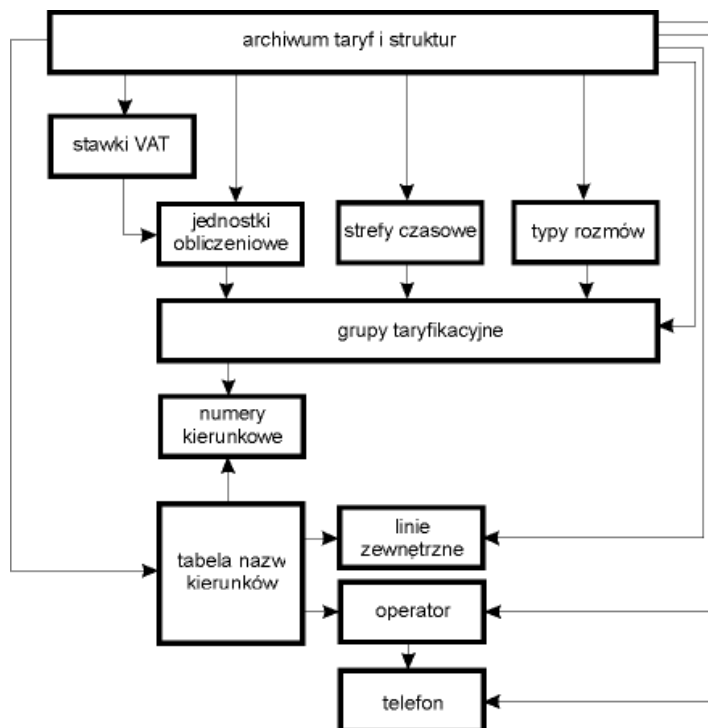 archiwum taryf i struktur
stawki VAT
jednostki
obliczeniowe
strefy czasowe
typy rozmów
grupy taryfikacyjne
numery
kierunkowe
tabela nazw
kierunków
linie
zewnętrzne
operator
telefon